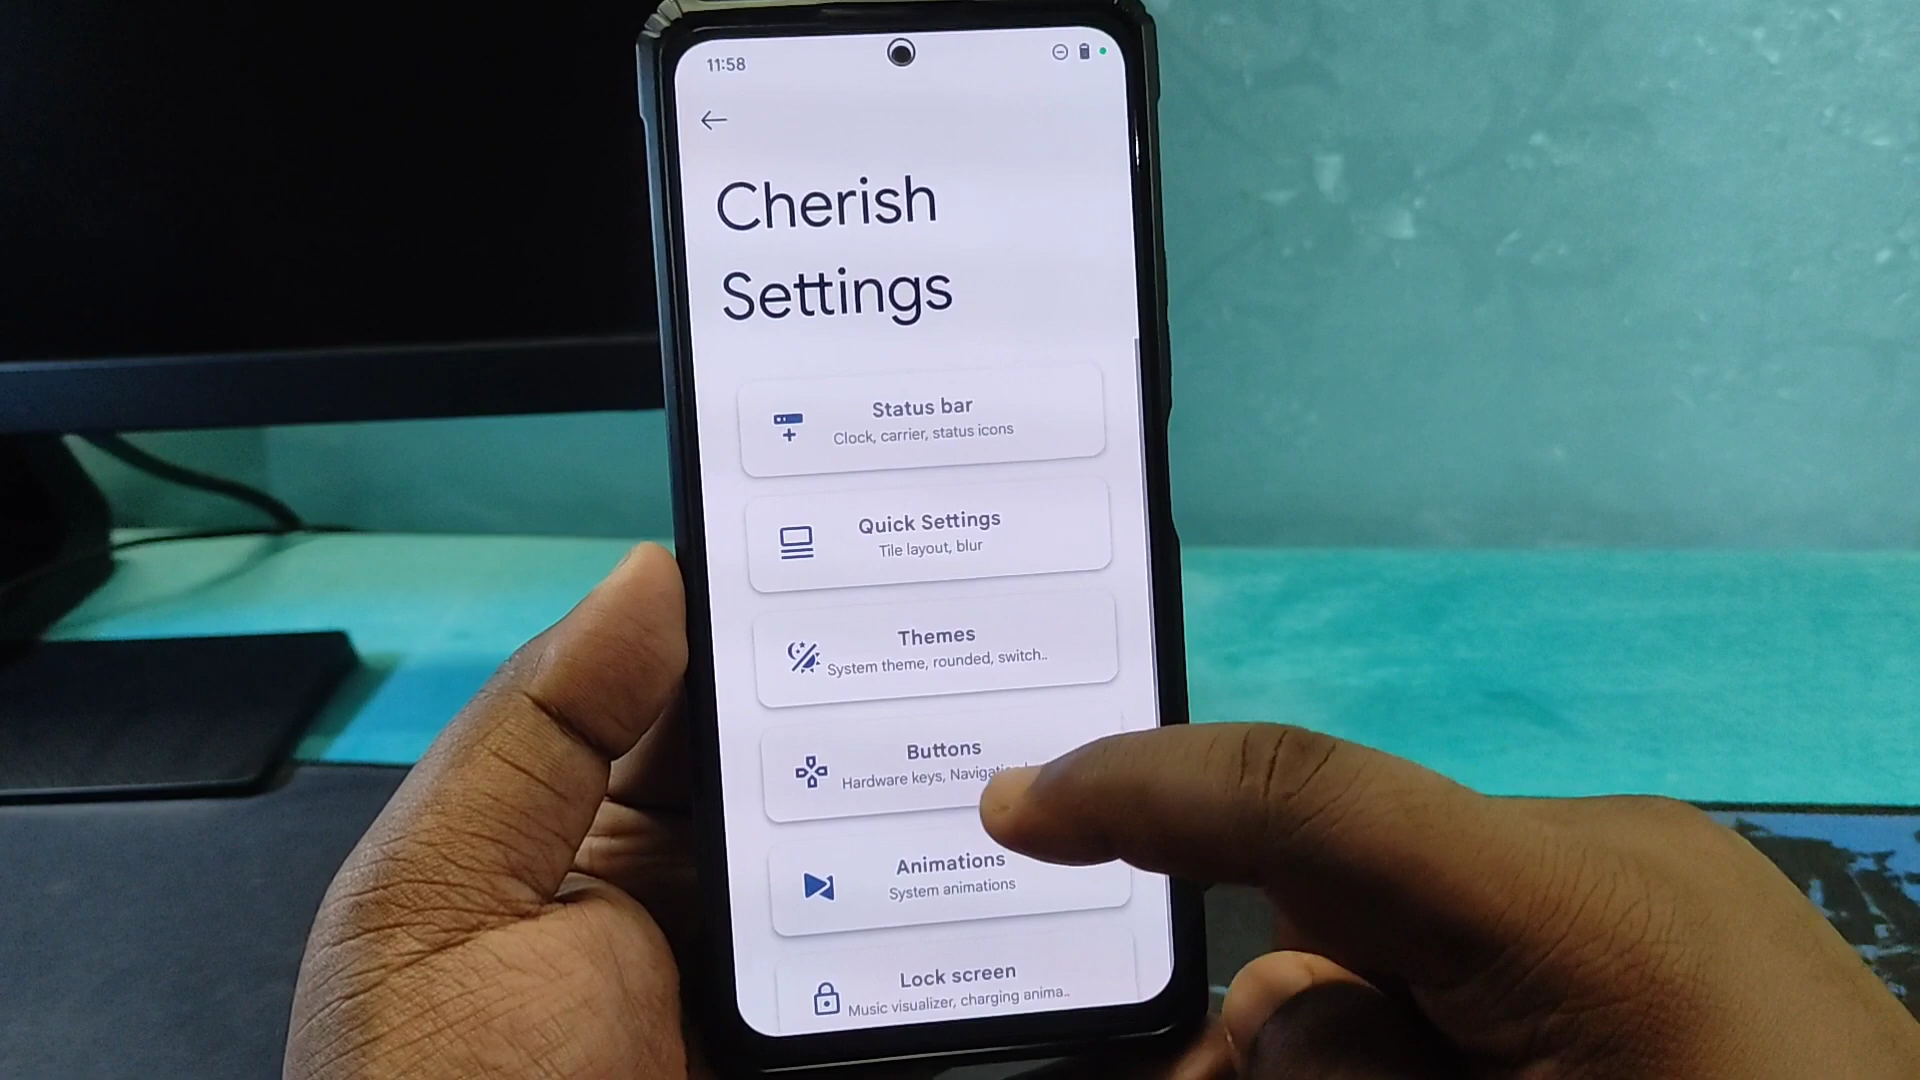 11:58
Cherish
Settings
Status bar
Clock, carrier, status icons
Quick Settings
Tile layout, blur
Themes
System theme, rounded, switch..
Buttons
Hardware keys,
Animations
System animations
Lock screen
Music visualizer, charging anima..